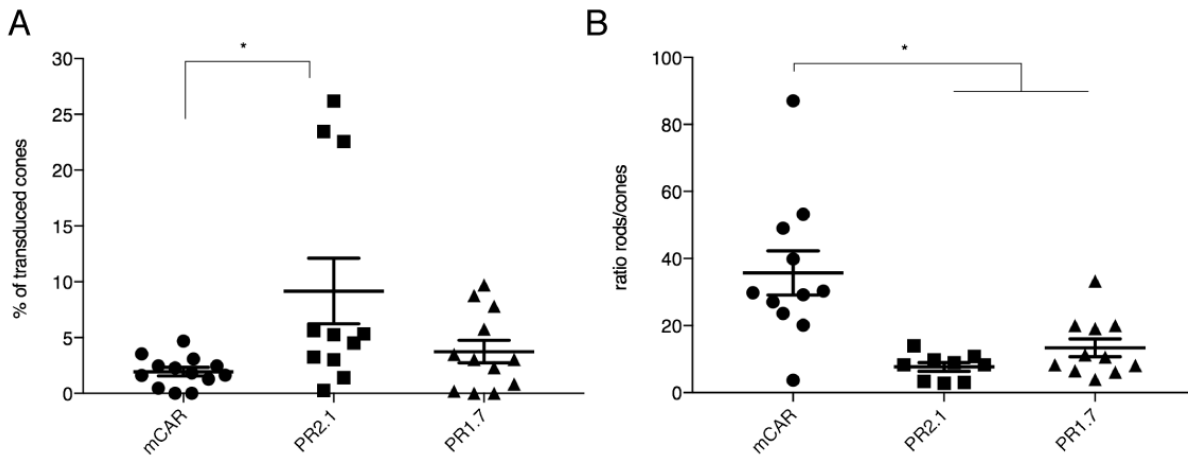 A
*
% of transduced cones
30
25
20
15
10
5
0
mCAR
PR2.1
PR1.7
B
*
ratio rods/cones
100
80
60
40
20
0
mCAR
PR2.1
PR1.7